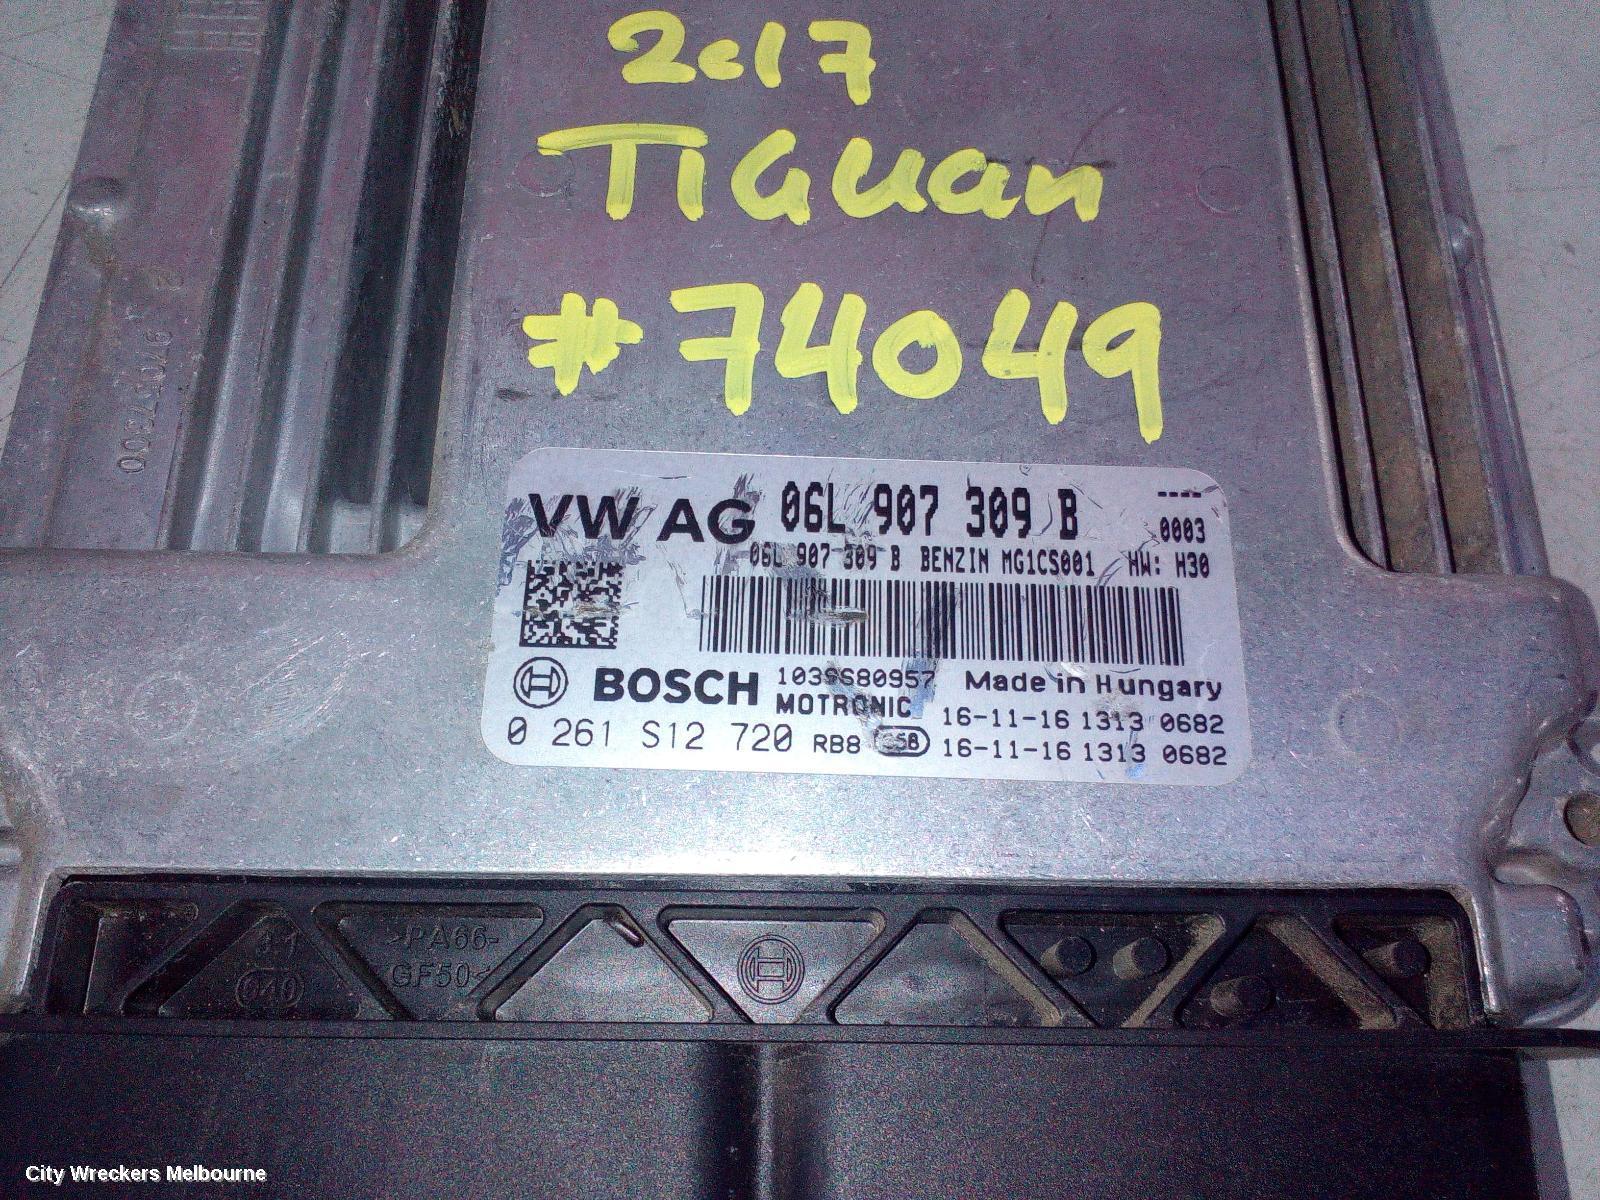 2017
TIGUan
#74049
VW AG 06L 907 309 B ----
0003
06L 907 309 B BENZIN MG1CS001 HW: H30
BOSCH 1039S80957 Made in Hungary
MOTRONIC 16-11-16 1313 0682
0 261 S12 720 RB8 16-11-16 1313 0682
>PA66-
GF50<
City Wreckers Melbourne